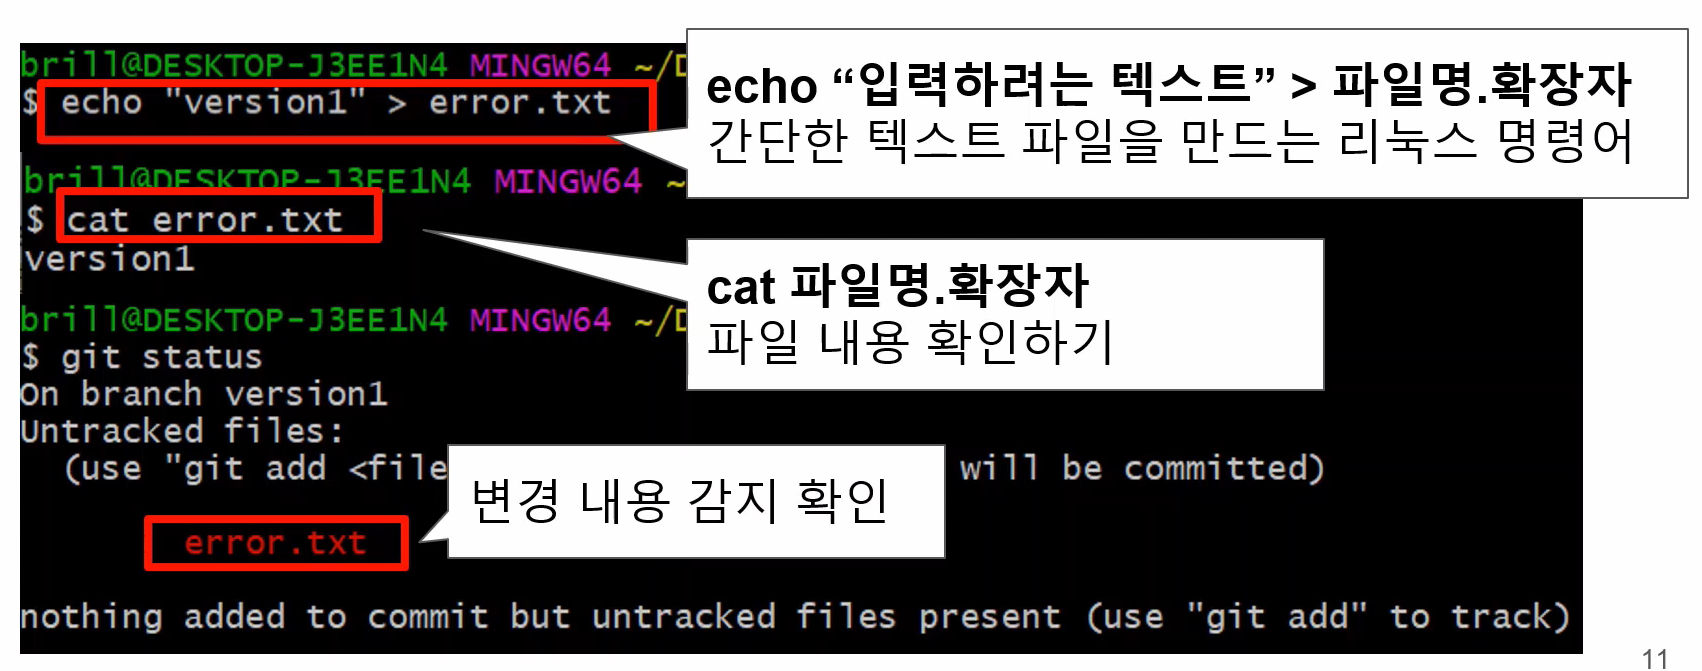 brill@DESKTOP-J3EE1N4 MINGW64 ~/D
$ echo "version1" > error.txt
echo “입력하려는 텍스트” > 파일명.확장자
간단한 텍스트 파일을 만드는 리눅스 명령어
brill@DESKTOP-J3EE1N4 MINGW64 ~
$ cat error.txt
version1
cat 파일명.확장자
파일 내용 확인하기
brill@DESKTOP-J3EE1N4 MINGW64 ~/D
$ git status
On branch version1
Untracked files:
(use "git add <file will be committed)
변경 내용 감지 확인
error.txt
nothing added to commit but untracked files present (use "git add" to track)
11